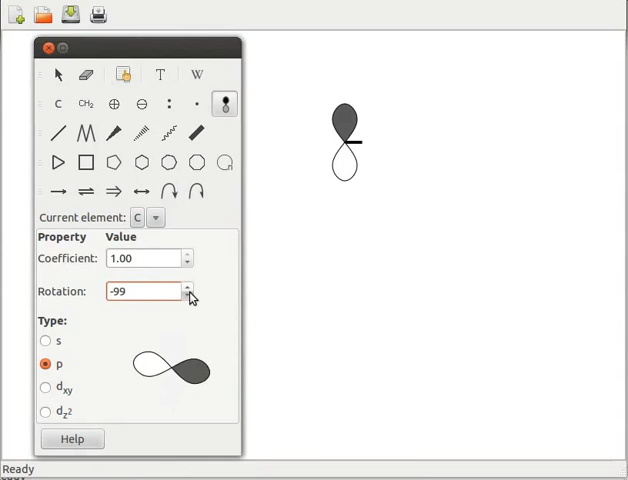 T W
C CH2
Current element: C
Property Value
Coefficient: 1.00
Rotation: -99
Type:
s
p
dxy
dz2
Help
Ready